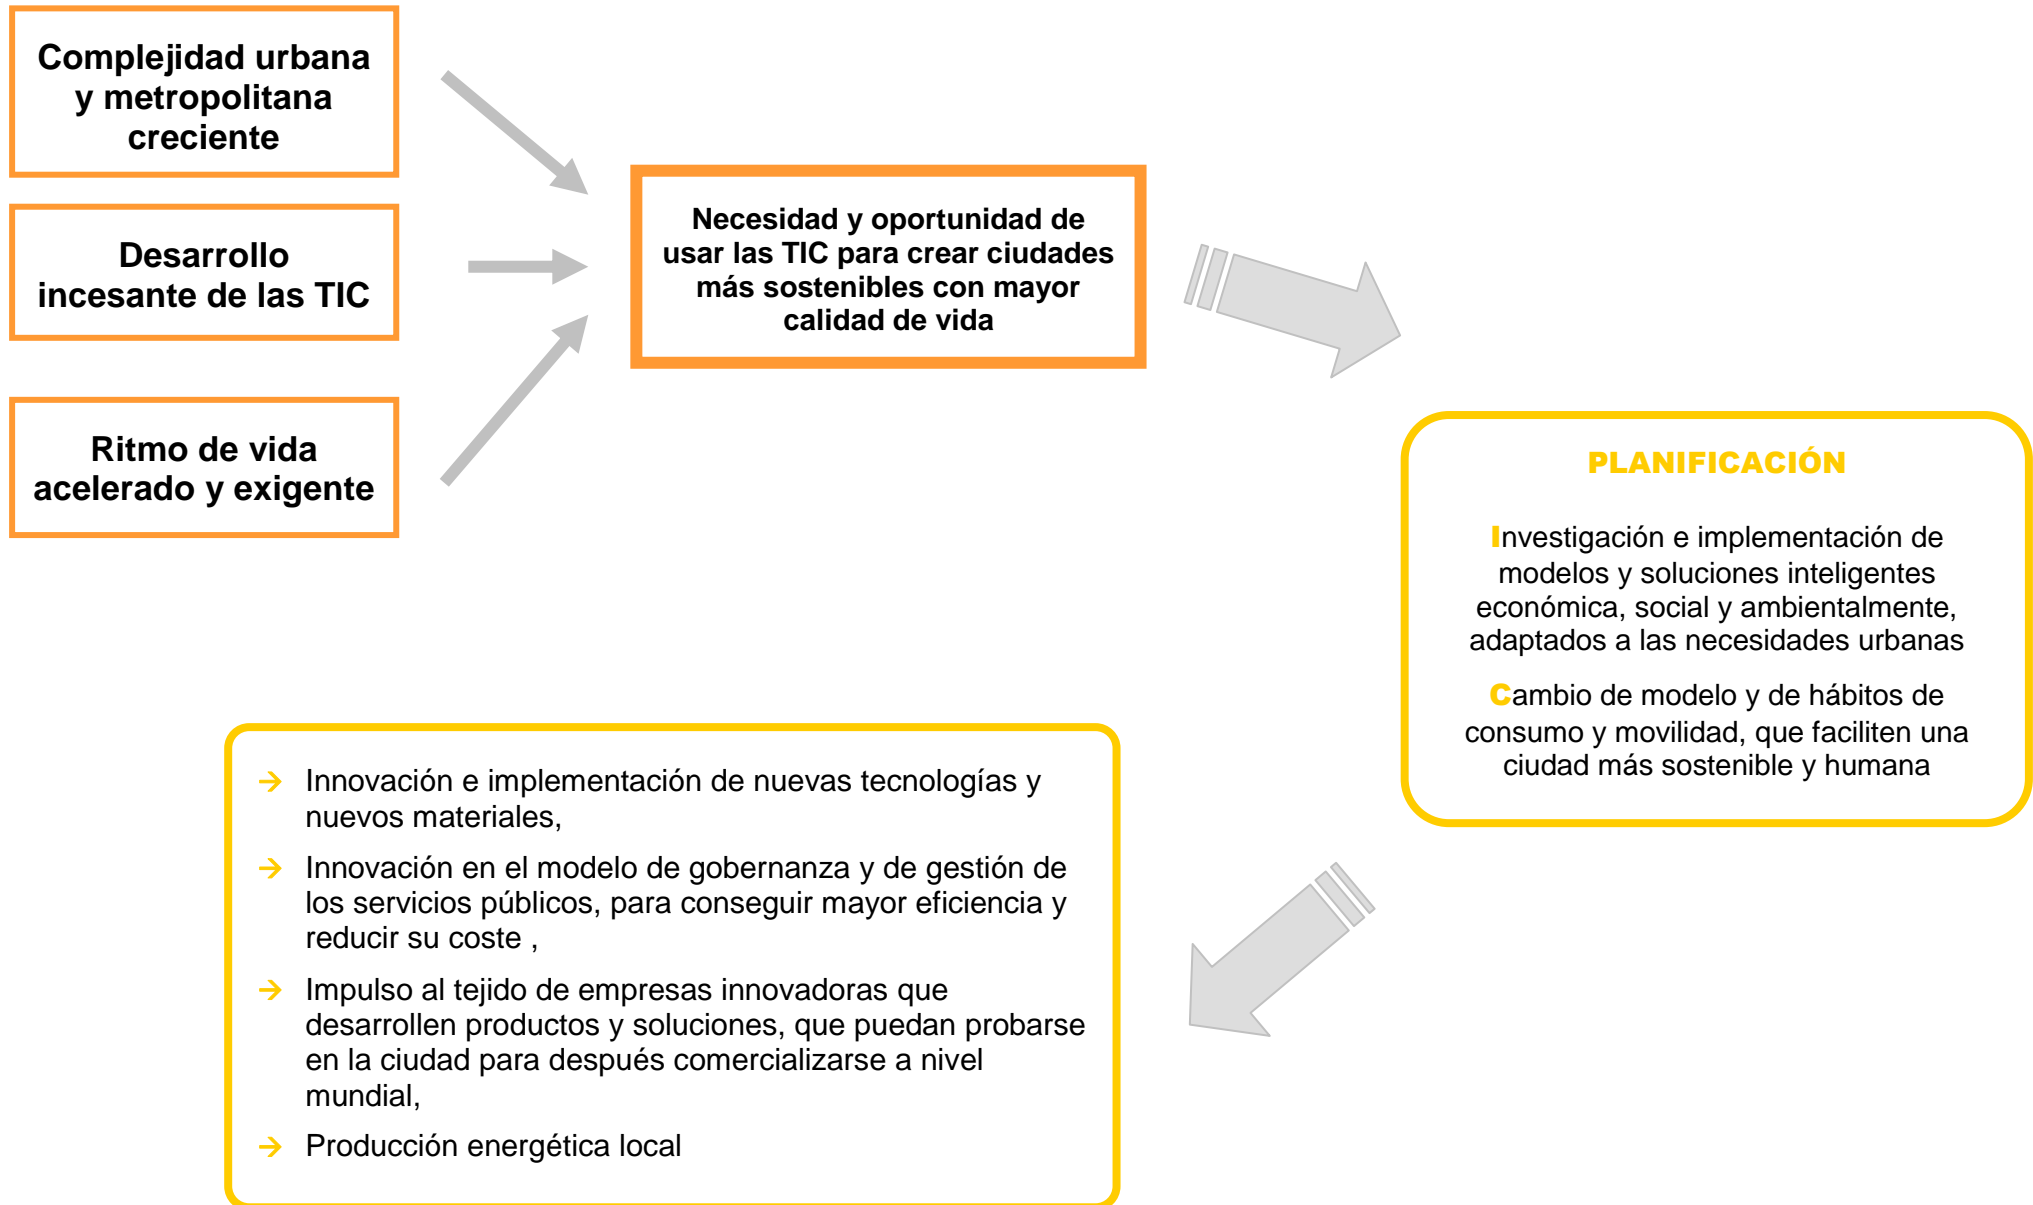 Complejidad urbana
y metropolitana
creciente
Desarrollo
incesante de las TIC
Ritmo de vida
acelerado y exigente
Necesidad y oportunidad de
usar las TIC para crear ciudades
más sostenibles con mayor
calidad de vida
PLANIFICACIÓN
Investigación e implementación de
modelos y soluciones inteligentes
económica, social y ambientalmente,
adaptados a las necesidades urbanas
Cambio de modelo y de hábitos de
consumo y movilidad, que faciliten una
ciudad más sostenible y humana
→ Innovación e implementación de nuevas tecnologías y
nuevos materiales,
→ Innovación en el modelo de gobernanza y de gestión de
los servicios públicos, para conseguir mayor eficiencia y
reducir su coste ,
→ Impulso al tejido de empresas innovadoras que
desarrollen productos y soluciones, que puedan probarse
en la ciudad para después comercializarse a nivel
mundial,
→ Producción energética local